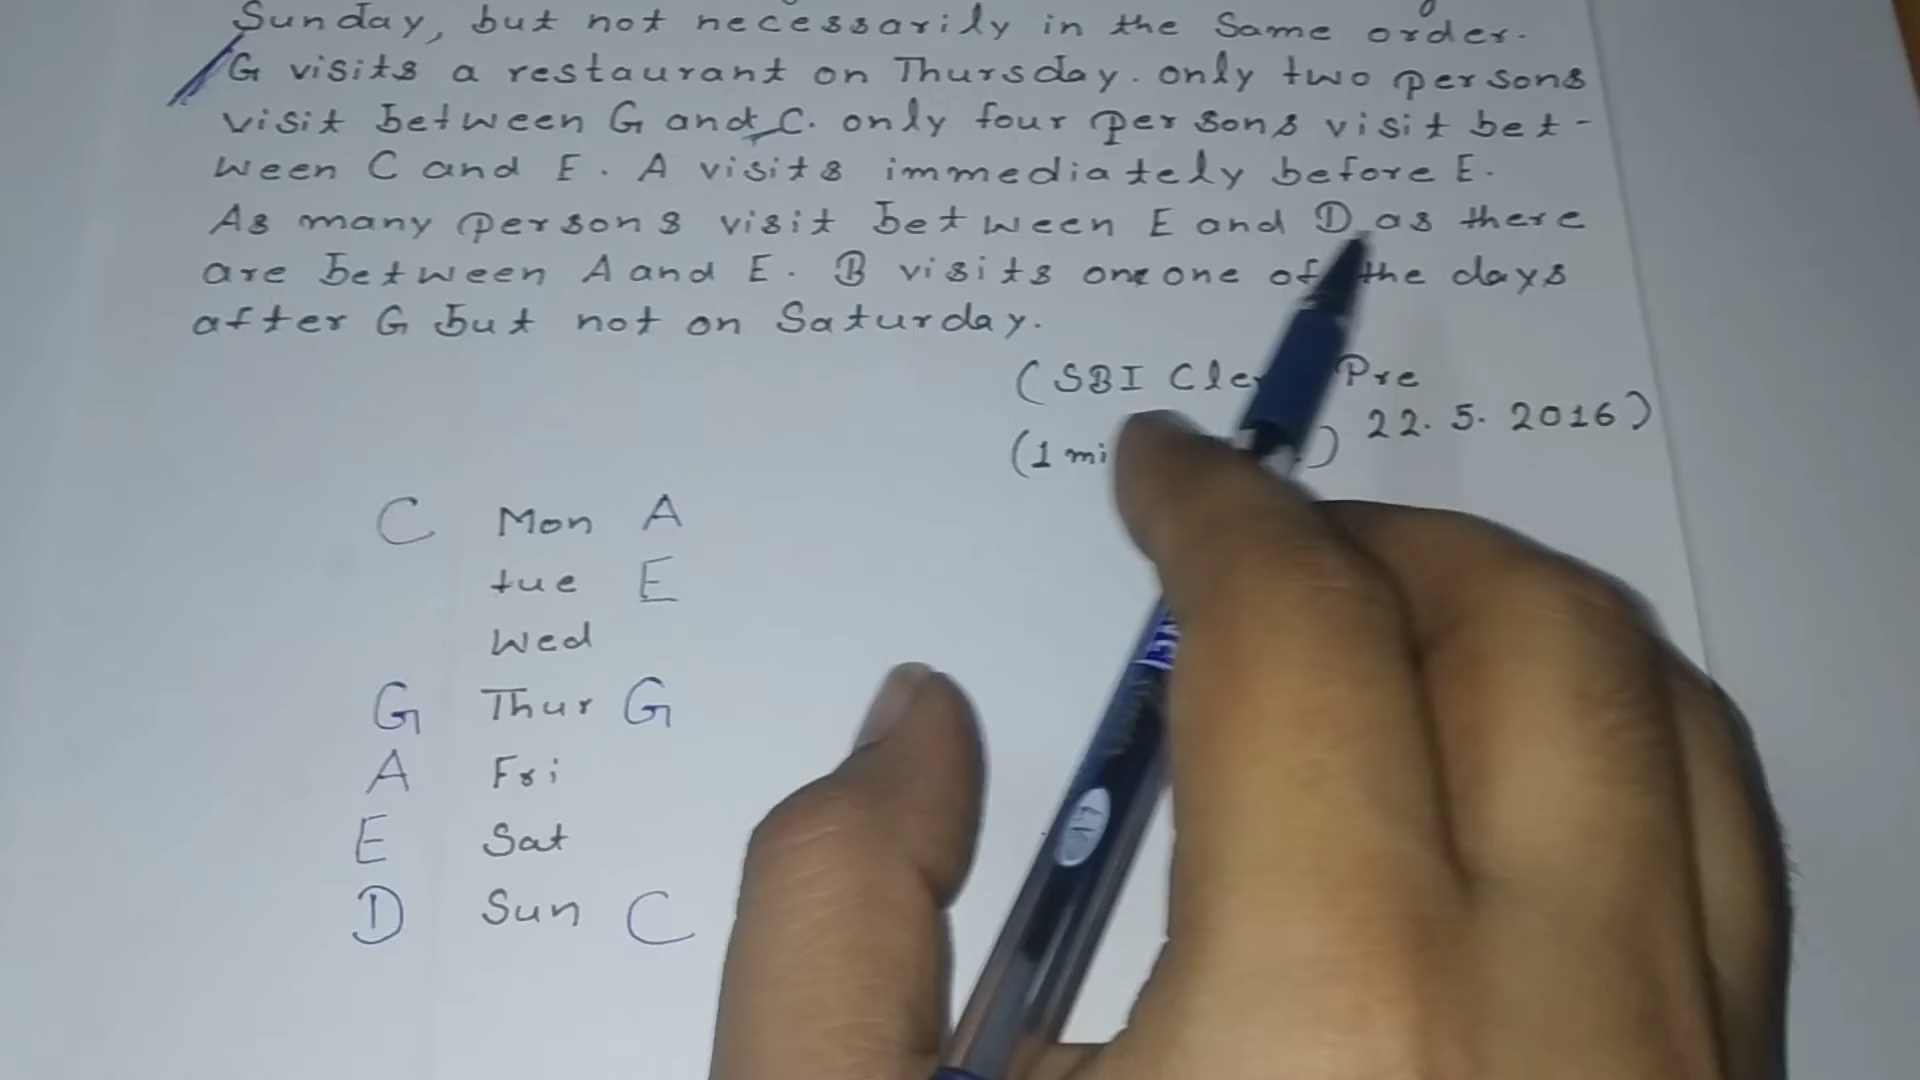 Sunday, but not necessarily in the Same order.
G visits a restaurant on Thursday. only two persons
visit between G and C. only four persons visit bet-
ween C and E. A visits immediately before E.
As many persons visit between E and D as there
are between A and E. B visits on one of the days
after G but not on Saturday.
(SBI Pre
22. 5. 2016)
(1
C Mon A
tue E
Wed
G Thur G
A Fri
E Sat
D Sun C